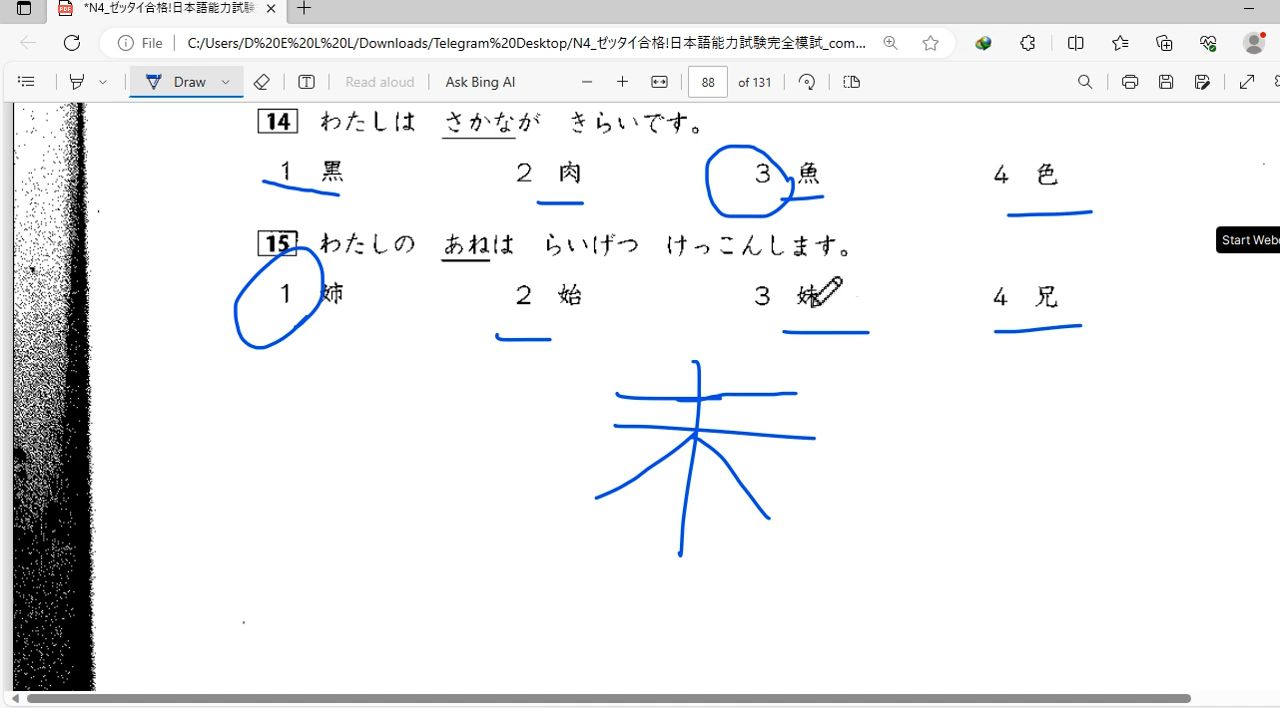 *N4_ゼッタイ合格!日本語能力試験
File C:/Users/D%20E%20L%20L/Downloads/Telegram%20Desktop/N4_ゼッタイ合格!日本語能力試験完全模試_com...
Draw Read aloud Ask Bing AI 88 of 131
14 わたしは さかなが きらいです。
1 黒 2 肉 3 魚 4 色
15 わたしの あねは らいげつ けっこんします。
Start Web
1 姉 2 始 3 妹 4 兄
未